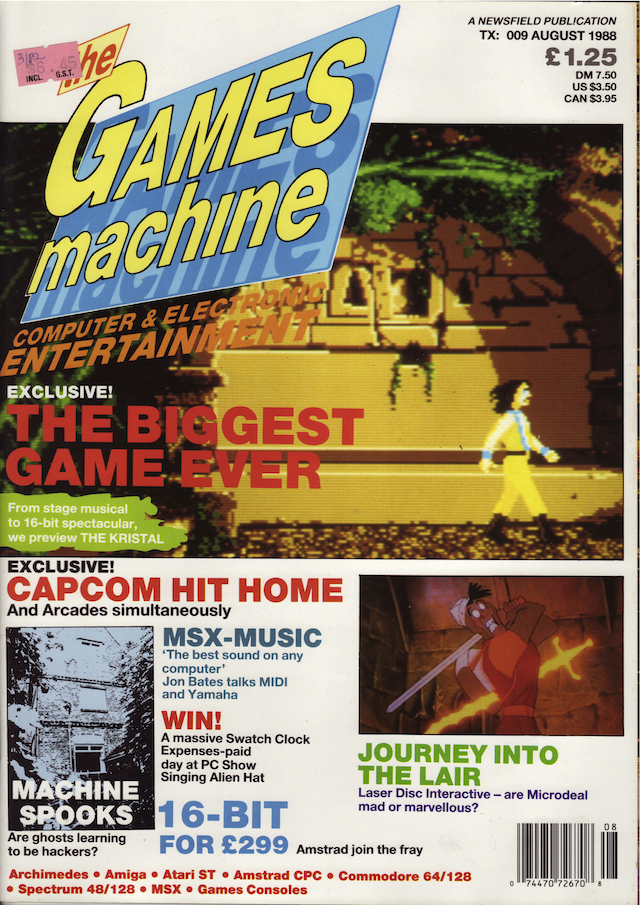 A NEWSFIELD PUBLICATION
TX: 009 AUGUST 1988
£1.25
DM 7.50
US $3.50
CAN $3.95
INCL. G.S.T.
the
GAMES
machine
COMPUTER & ELECTRONIC
ENTERTAINMENT
EXCLUSIVE!
THE BIGGEST
GAME EVER
From stage musical
to 16-bit spectacular,
we preview THE KRISTAL
EXCLUSIVE!
CAPCOM HIT HOME
And Arcades simultaneously
MSX-MUSIC
‘The best sound on any
computer’
Jon Bates talks MIDI
and Yamaha
WIN!
A massive Swatch Clock
Expenses-paid
day at PC Show
Singing Alien Hat
MACHINE
SPOOKS
Are ghosts learning
to be hackers?
16-BIT
FOR £299 Amstrad join the fray
JOURNEY INTO
THE LAIR
Laser Disc Interactive – are Microdeal
mad or marvellous?
Archimedes • Amiga • Atari ST • Amstrad CPC • Commodore 64/128
• Spectrum 48/128 • MSX • Games Consoles
08
0 74470 72670 8